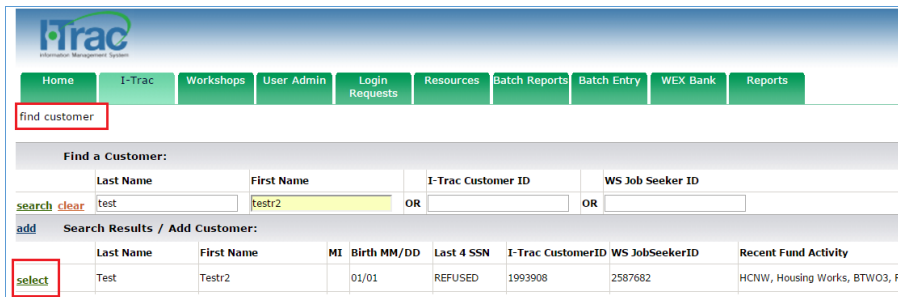 I-Trac
Information Management System
Home I-Trac Workshops User Admin Login Requests Resources Batch Reports Batch Entry WEX Bank Reports
find customer
Find a Customer:
Last Name First Name I-Trac Customer ID WS Job Seeker ID
search clear test testr2 OR OR
add Search Results / Add Customer:
Last Name First Name MI Birth MM/DD Last 4 SSN I-Trac CustomerID WS JobSeekerID Recent Fund Activity
select Test Testr2 01/01 REFUSED 1993908 2587682 HCNW, Housing Works, BTWO3,